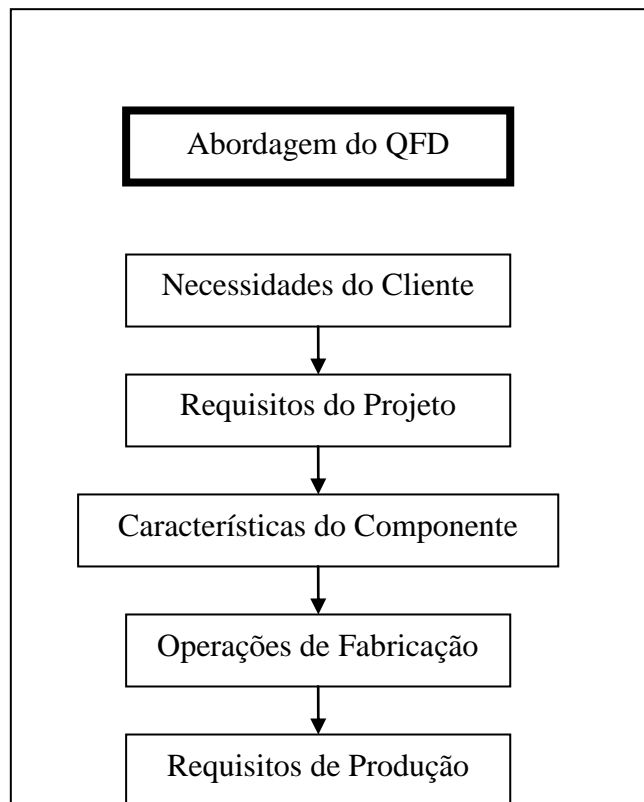 Abordagem do QFD
Necessidades do Cliente
Requisitos do Projeto
Características do Componente
Operações de Fabricação
Requisitos de Produção